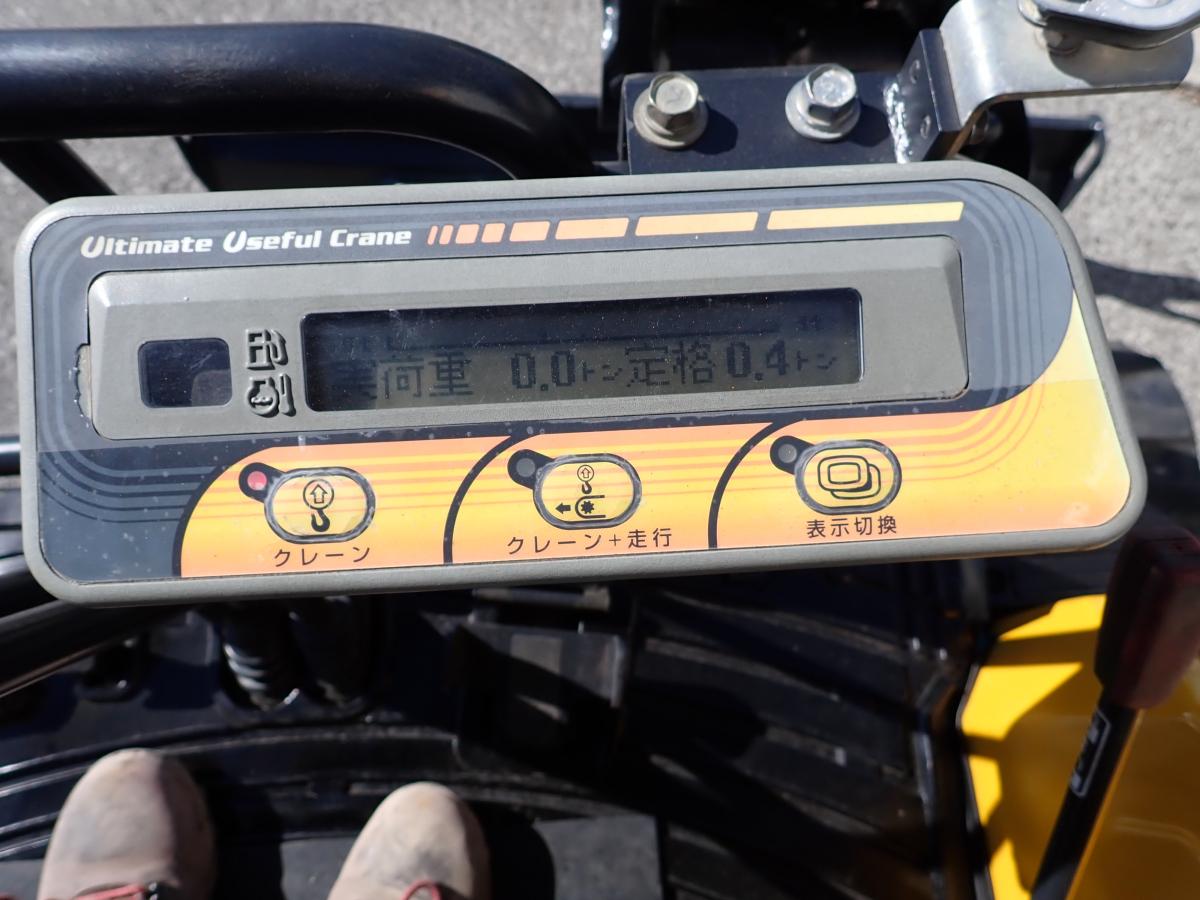 Ultimate Useful Crane
実荷重 0.0トン定格0.4トン
クレーン
クレーン+走行
表示切換